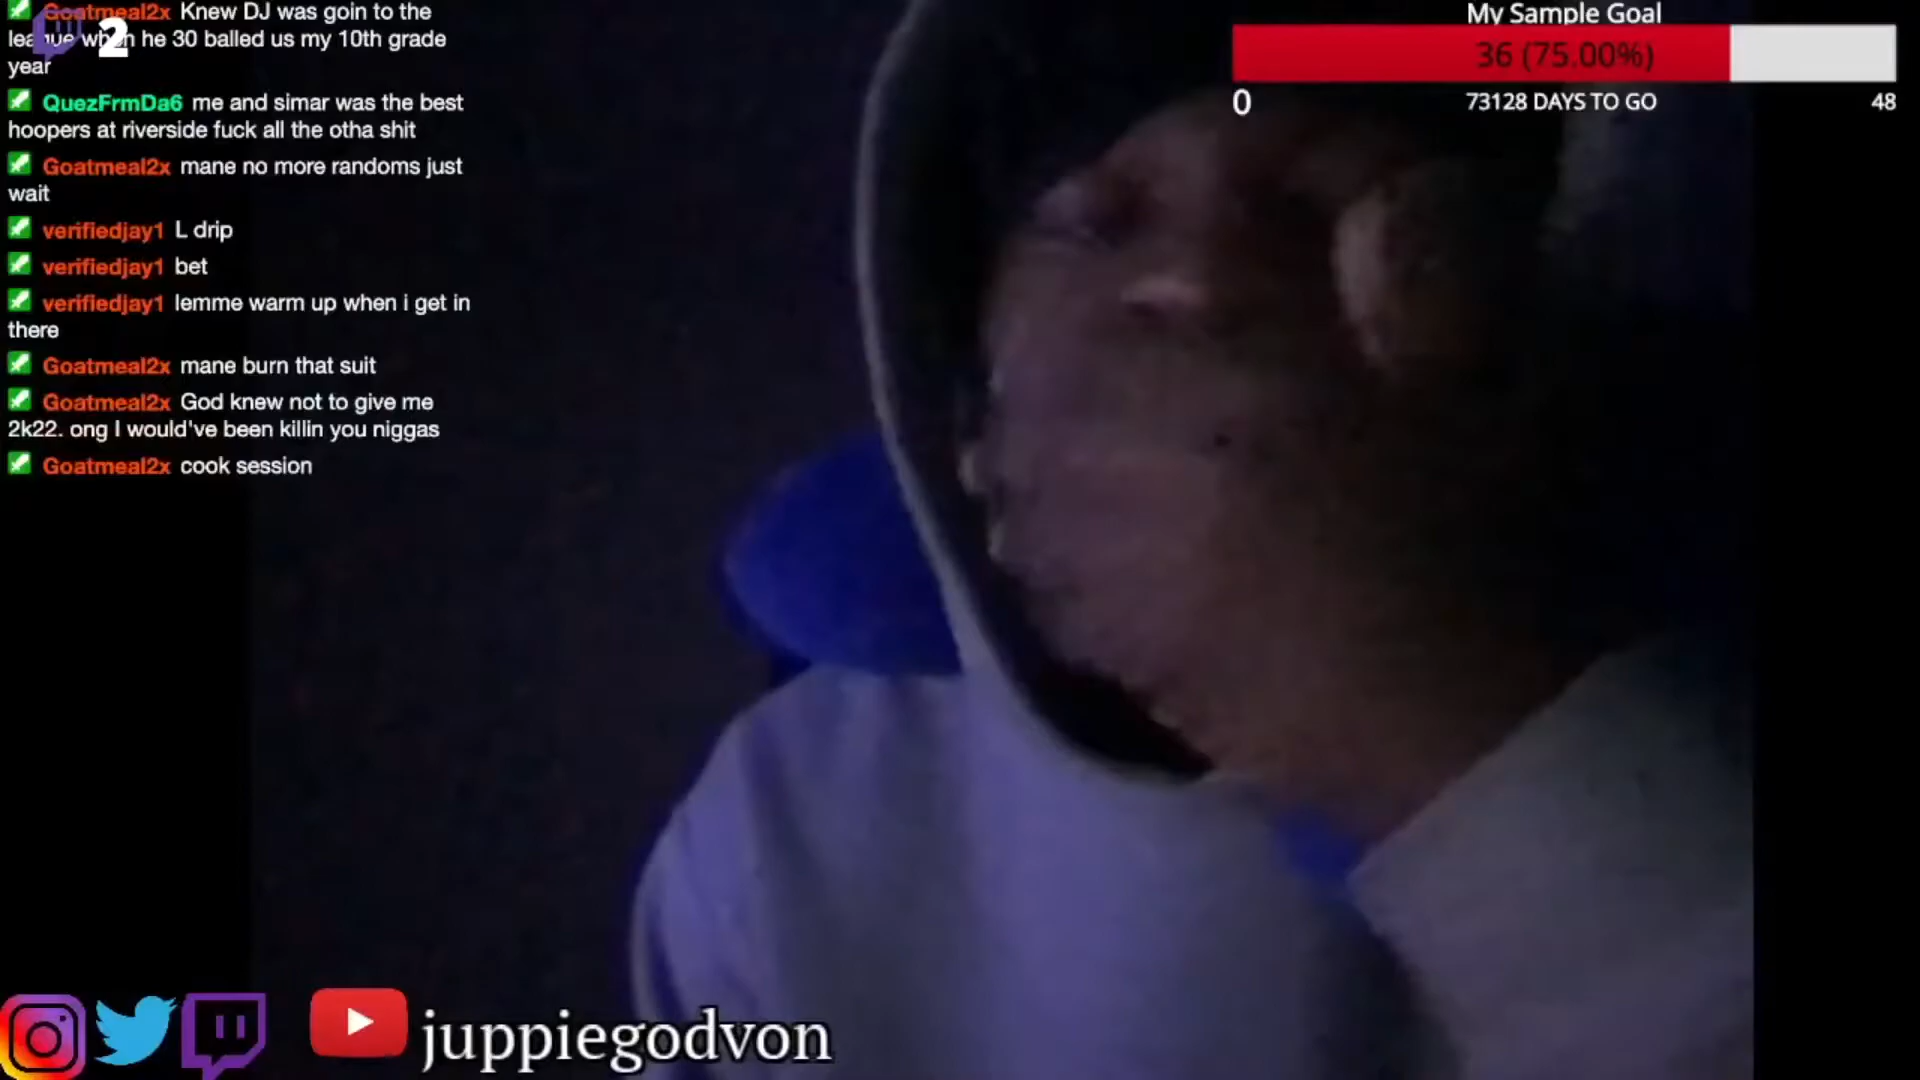 Goatmeal2x Knew DJ was goin to the
league when he 30 balled us my 10th grade
year
2
QuezFrmDa6 me and simar was the best
hoopers at riverside fuck all the otha shit
Goatmeal2x mane no more randoms just
wait
verifiedjay1 L drip
verifiedjay1 bet
verifiedjay1 lemme warm up when i get in
there
Goatmeal2x mane burn that suit
Goatmeal2x God knew not to give me
2k22. ong I would've been killin you niggas
Goatmeal2x cook session
My Sample Goal
36 (75.00%)
0 73128 DAYS TO GO 48
juppiegodvon